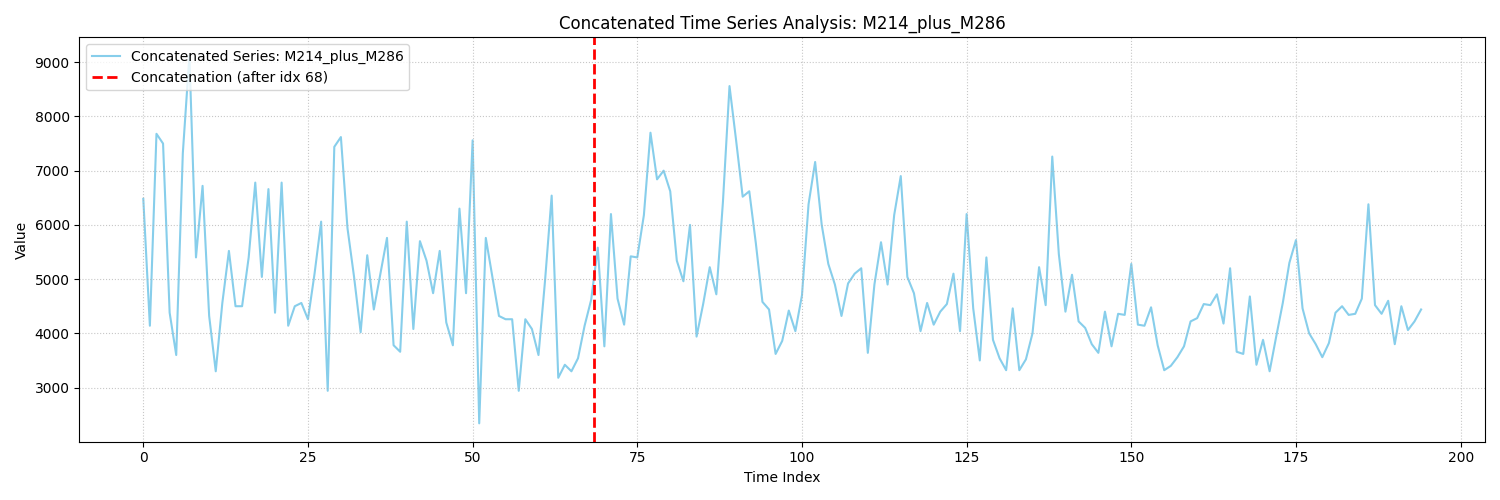 Concatenated Time Series Analysis: M214_plus_M286
Concatenated Series: M214_plus_M286
Concatenation (after idx 68)
Value
9000
8000
7000
6000
5000
4000
3000
0 25 50 75 100 125 150 175 200
Time Index